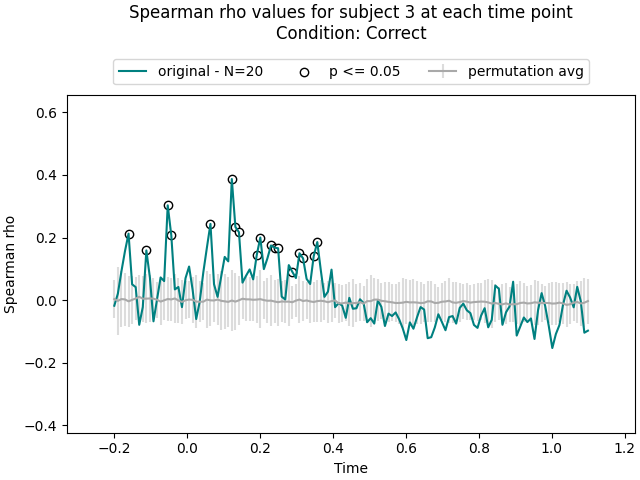 Spearman rho values for subject 3 at each time point
Condition: Correct
original - N=20
p <= 0.05
permutation avg
Spearman rho
0.6
0.4
0.2
0.0
−0.2
−0.4
−0.2
0.0
0.2
0.4
0.6
0.8
1.0
1.2
Time